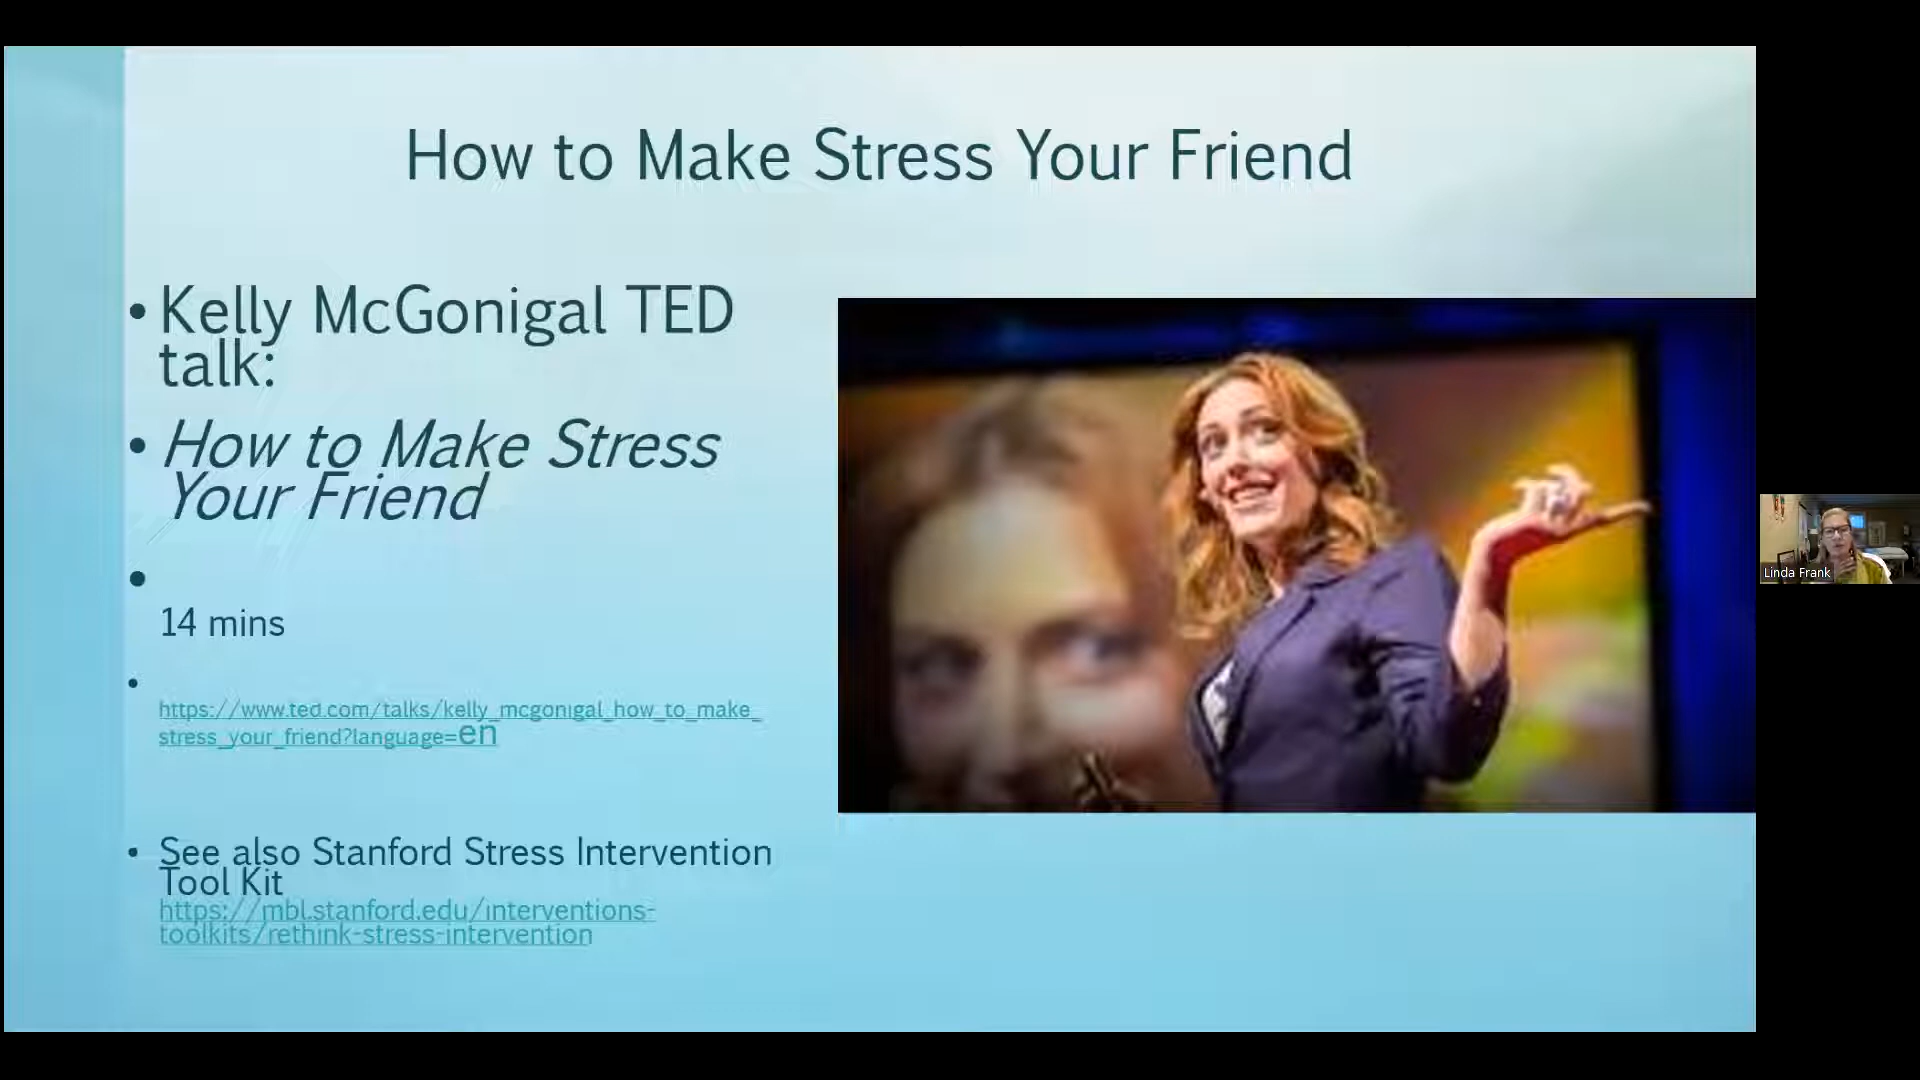 How to Make Stress Your Friend
• Kelly McGonigal TED
talk:
• How to Make Stress
Your Friend
•
14 mins
•
https://www.ted.com/talks/kelly_mcgonigal_how_to_make_
stress_your_friend?language=en
• See also Stanford Stress Intervention
Tool Kit
https://mbl.stanford.edu/interventions-
toolkits/rethink-stress-intervention
Linda Frank